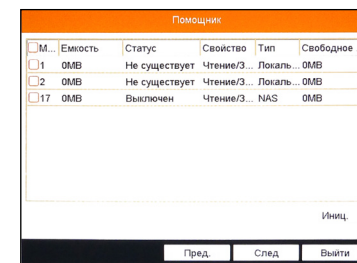 Помощник
М... Емкость Статус Свойство Тип Свободное
1 0MB Не существует Чтение/З... Локаль... 0MB
2 0MB Не существует Чтение/З... Локаль... 0MB
17 0MB Выключен Чтение/З... NAS 0MB
Иниц.
Пред. След Выйти